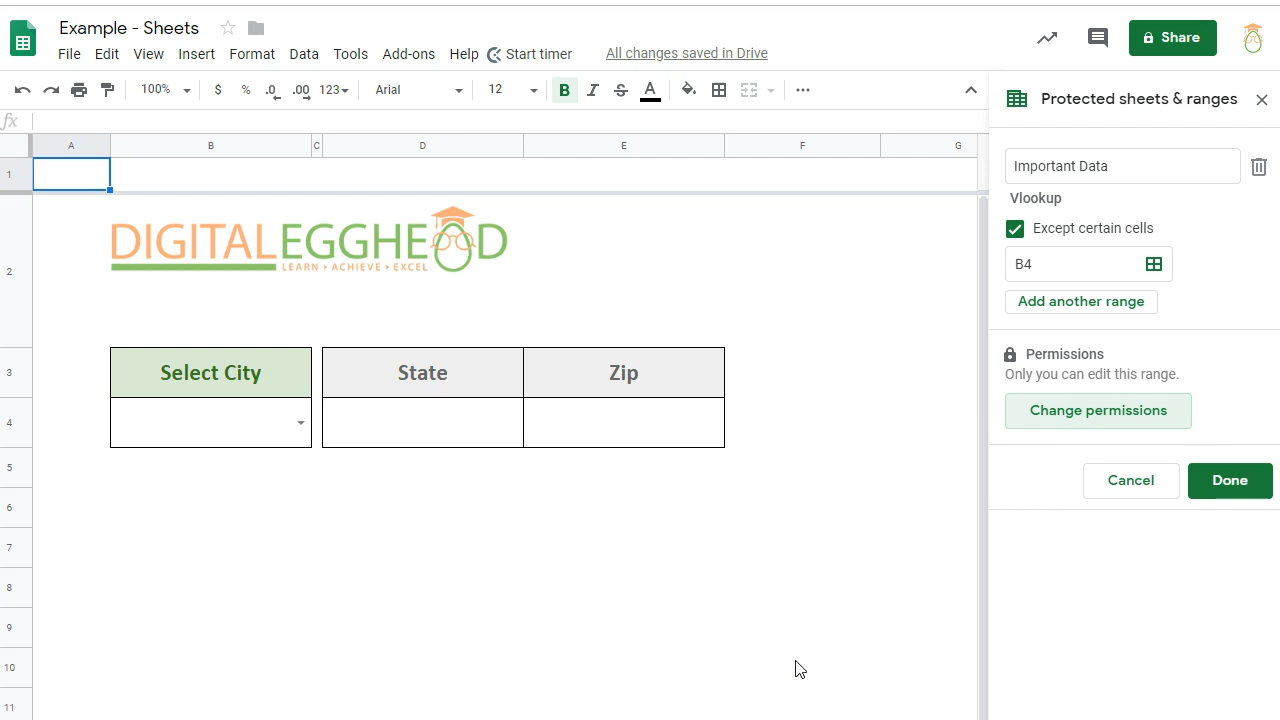 Example - Sheets
File Edit View Insert Format Data Tools Add-ons Help Start timer All changes saved in Drive
Share
100% $ % .0 .00 123 Arial 12 B I S A
fx
Protected sheets & ranges
A B C D E F G
1
Important Data
Vlookup
Except certain cells
B4
Add another range
Permissions
Only you can edit this range.
Change permissions
Cancel Done
2
DIGITALEGGHEAD
LEARN • ACHIEVE • EXCEL
3 Select City State Zip
4
5
6
7
8
9
10
11